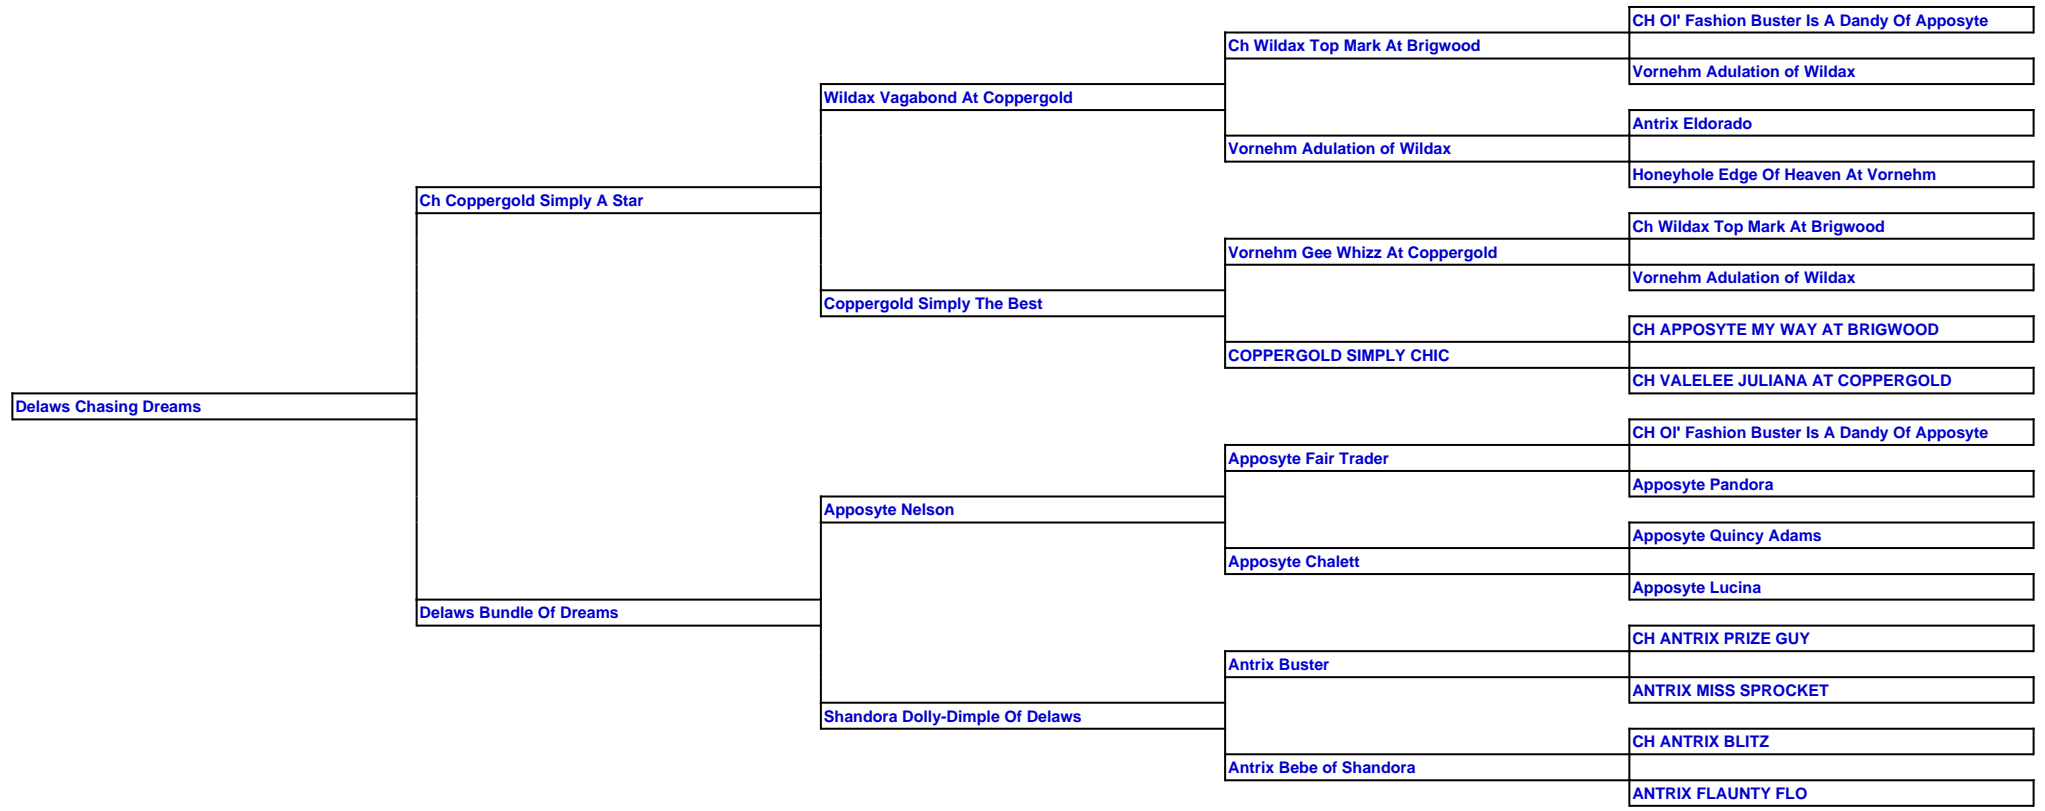 CH Ol' Fashion Buster Is A Dandy Of Apposyte
Ch Wildax Top Mark At Brigwood
Vornehm Adulation of Wildax
Wildax Vagabond At Coppergold
Antrix Eldorado
Vornehm Adulation of Wildax
Honeyhole Edge Of Heaven At Vornehm
Ch Coppergold Simply A Star
Ch Wildax Top Mark At Brigwood
Vornehm Gee Whizz At Coppergold
Vornehm Adulation of Wildax
Coppergold Simply The Best
CH APPOSYTE MY WAY AT BRIGWOOD
COPPERGOLD SIMPLY CHIC
CH VALELEE JULIANA AT COPPERGOLD
Delaws Chasing Dreams
CH Ol' Fashion Buster Is A Dandy Of Apposyte
Apposyte Fair Trader
Apposyte Pandora
Apposyte Nelson
Apposyte Quincy Adams
Apposyte Chalett
Apposyte Lucina
Delaws Bundle Of Dreams
CH ANTRIX PRIZE GUY
Antrix Buster
ANTRIX MISS SPROCKET
Shandora Dolly-Dimple Of Delaws
CH ANTRIX BLITZ
Antrix Bebe of Shandora
ANTRIX FLAUNTY FLO